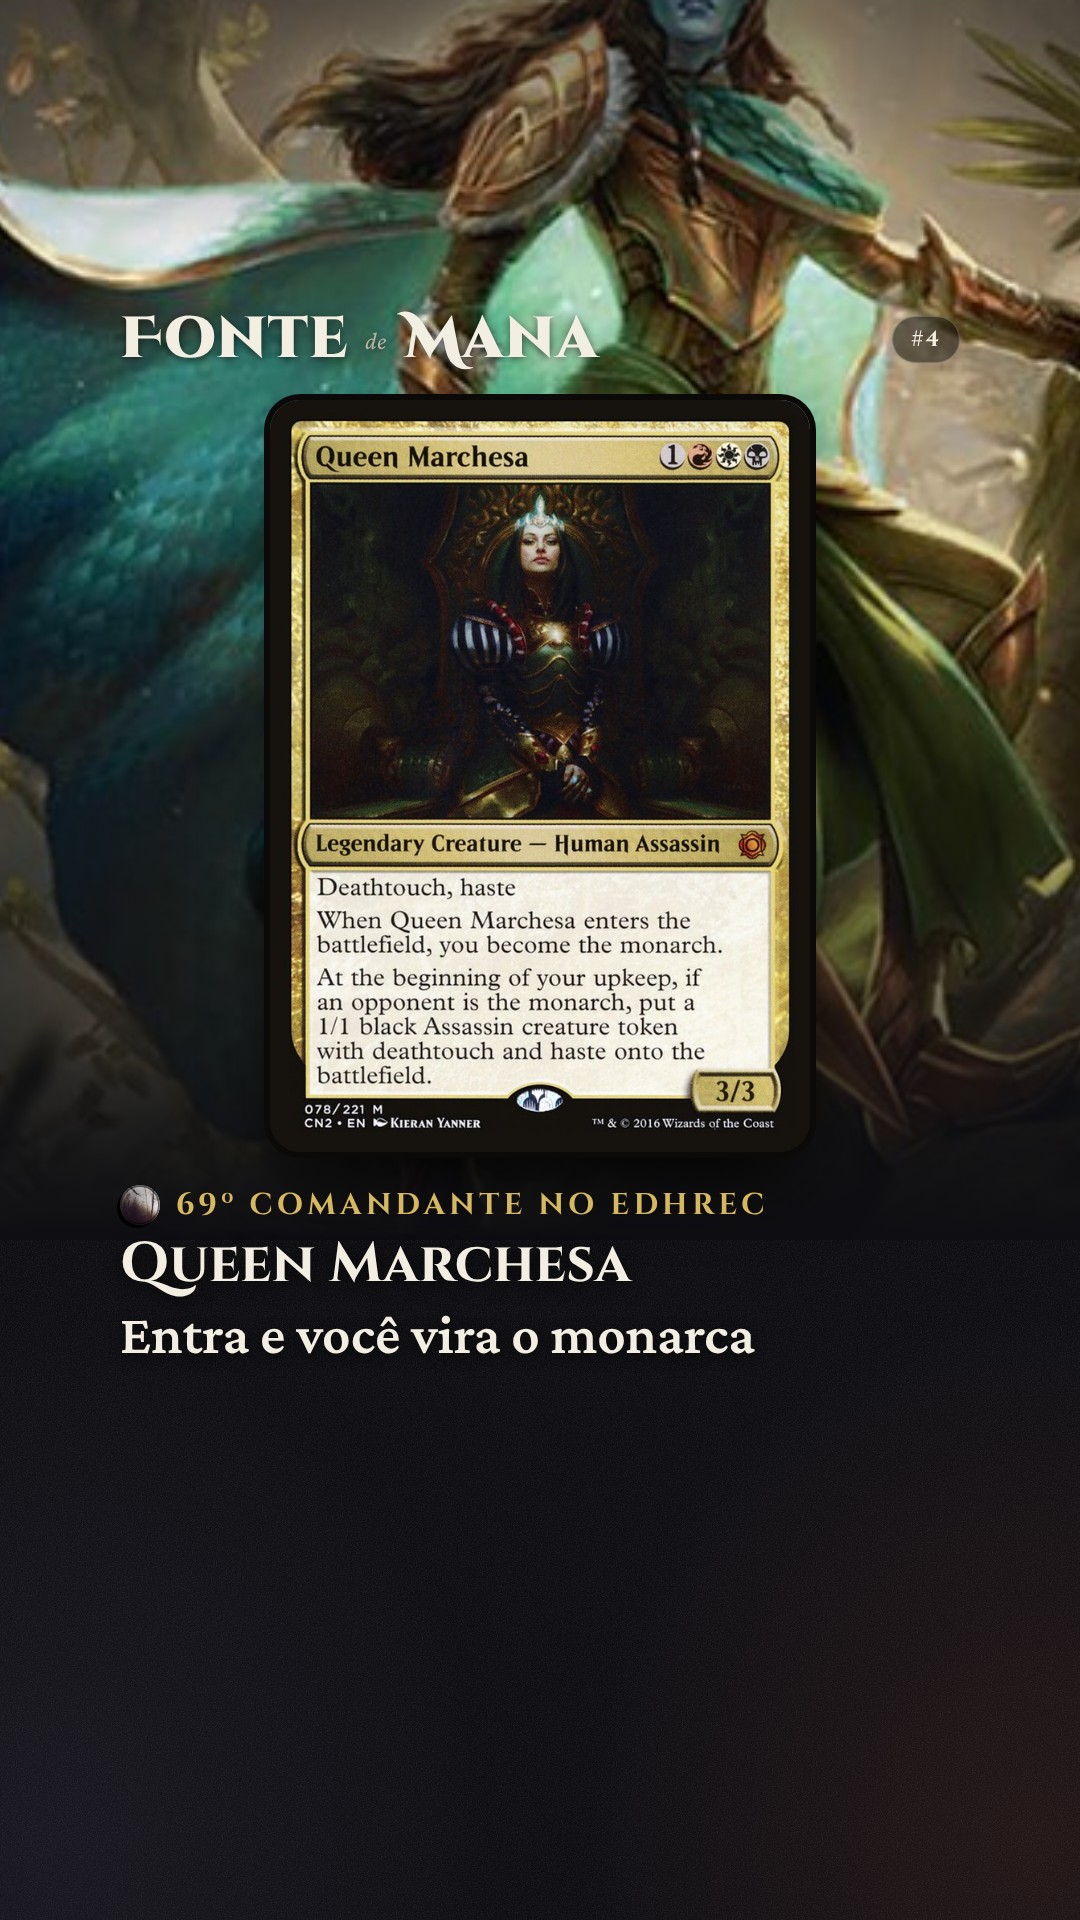 FONTE de MANA
#4
Queen Marchesa 1
Legendary Creature — Human Assassin
Deathtouch, haste
When Queen Marchesa enters the
battlefield, you become the monarch.
At the beginning of your upkeep, if
an opponent is the monarch, put a
1/1 black Assassin creature token
with deathtouch and haste onto the
battlefield.
3/3
078/221 M
CN2 • EN KIERAN YANNER
™ & © 2016 Wizards of the Coast
69º COMANDANTE NO EDHREC
QUEEN MARCHESA
Entra e você vira o monarca